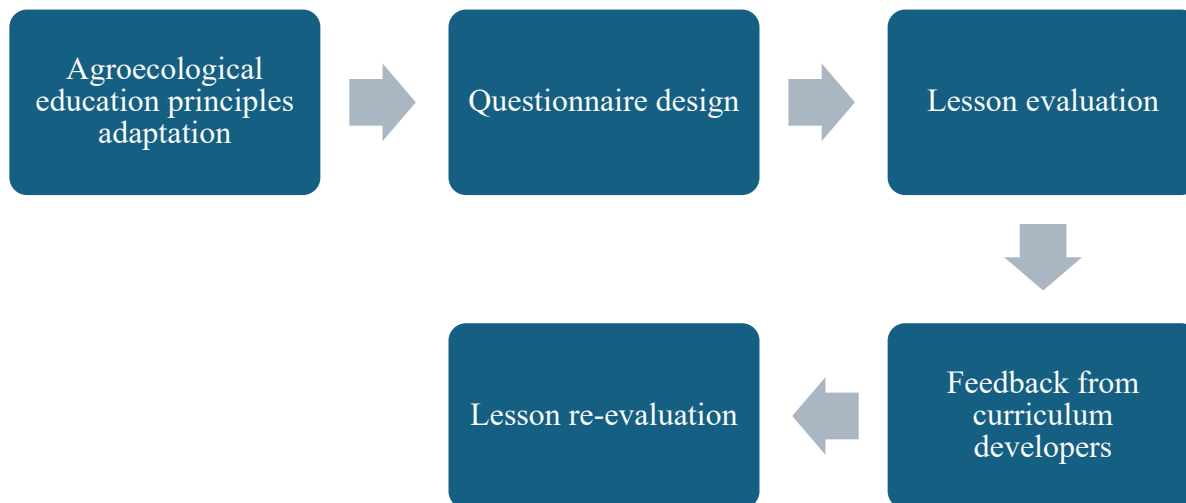 Agroecological
education principles
adaptation
Questionnaire design
Lesson evaluation
Feedback from
curriculum
developers
Lesson re-evaluation